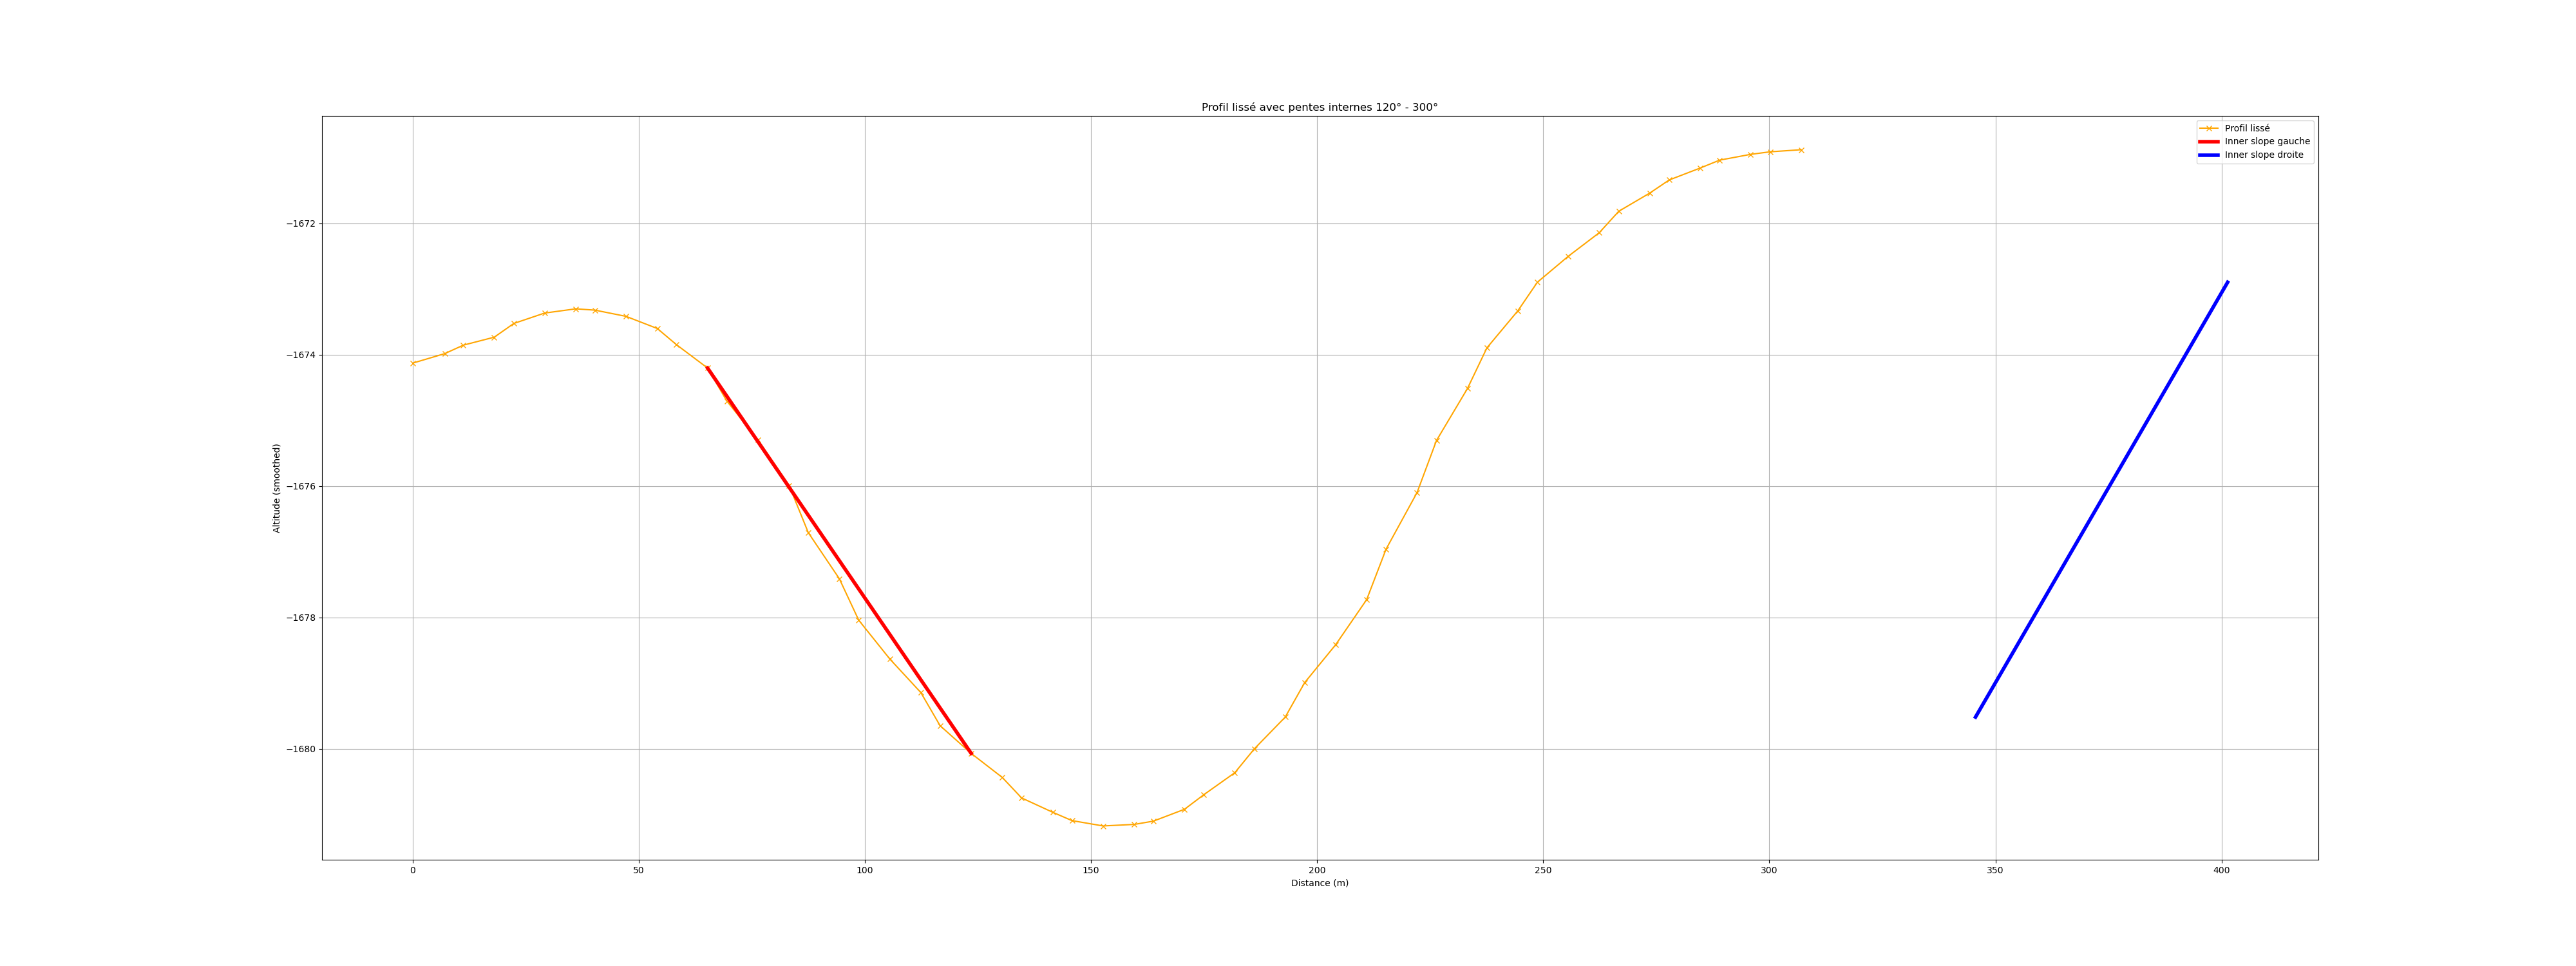 Profil lissé avec pentes internes 120° - 300°
Profil lissé
Inner slope gauche
Inner slope droite
Altitude (smoothed)
−1672
−1674
−1676
−1678
−1680
0 50 100 150 200 250 300 350 400
Distance (m)